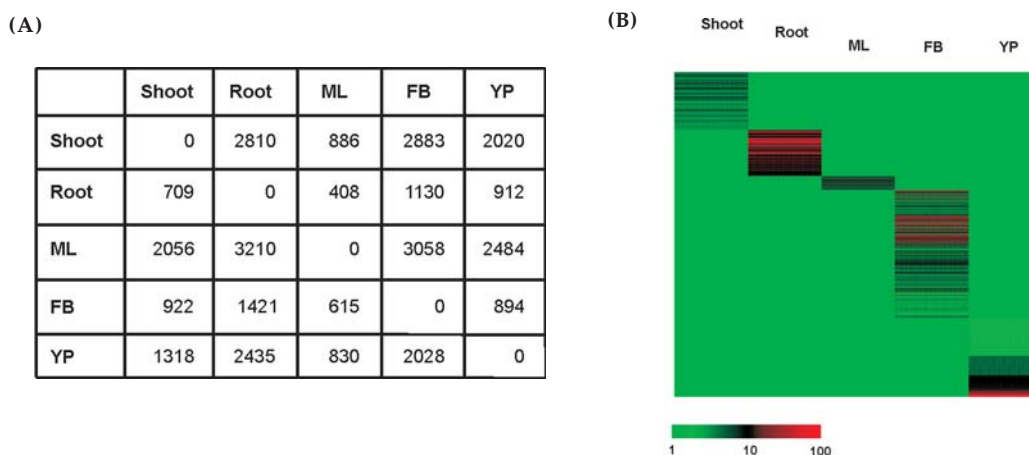 (A)
Shoot Root ML FB YP
Shoot 0 2810 886 2883 2020
Root 709 0 408 1130 912
ML 2056 3210 0 3058 2484
FB 922 1421 615 0 894
YP 1318 2435 830 2028 0
(B)
Shoot Root ML FB YP
1 10 100